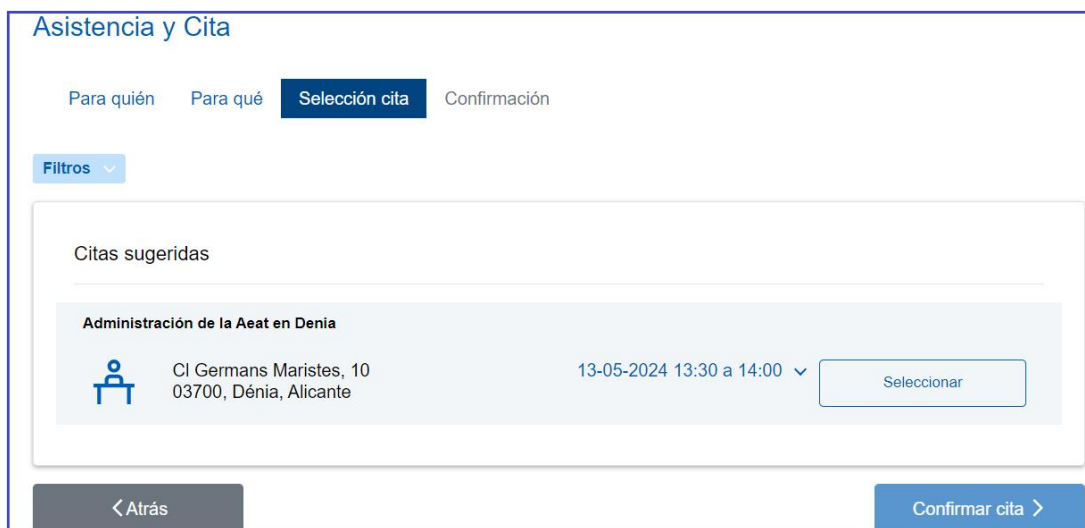 Asistencia y Cita
Para quién Para qué Selección cita Confirmación
Filtros
Citas sugeridas
Administración de la Aeat en Denia
Cl Germans Maristes, 10
03700, Dénia, Alicante
13-05-2024 13:30 a 14:00
Seleccionar
Atrás
Confirmar cita